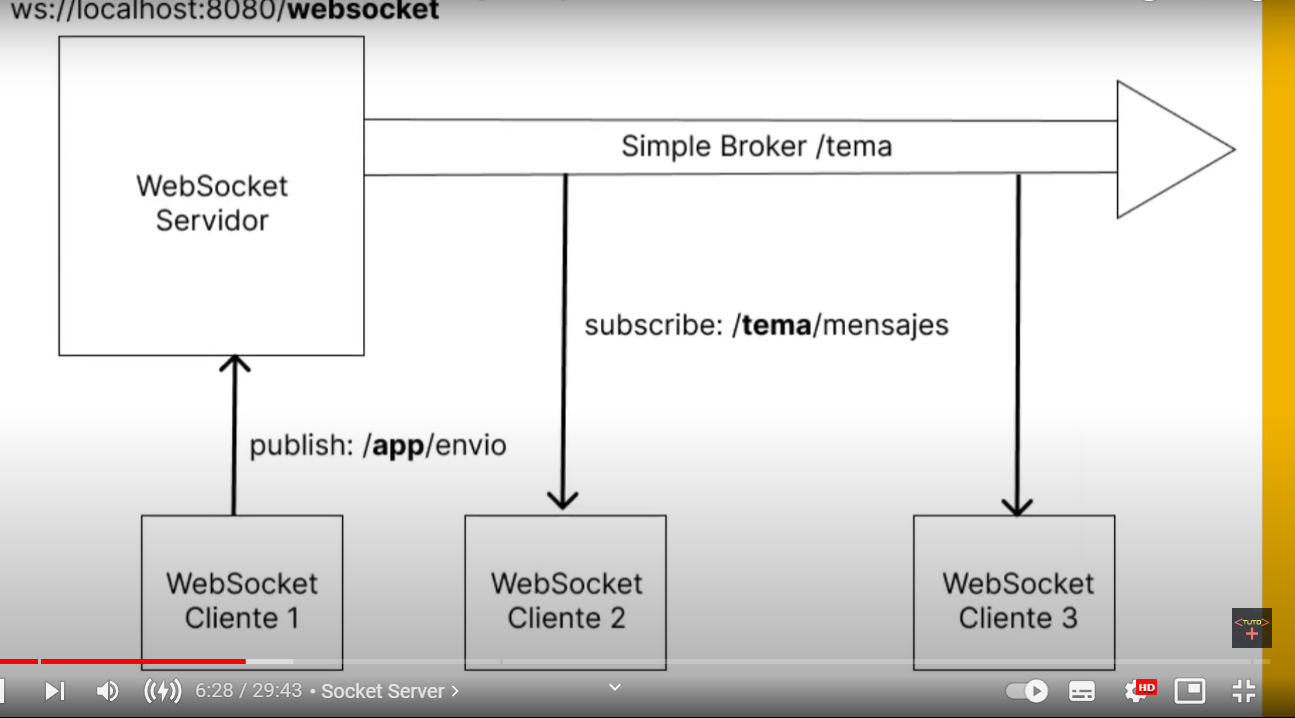 ws://localhost:8080/websocket
WebSocket
Servidor
Simple Broker /tema
subscribe: /tema/mensajes
publish: /app/envio
WebSocket
Cliente 1
WebSocket
Cliente 2
WebSocket
Cliente 3
<TUTO>
+
6:28 / 29:43 • Socket Server >
HD